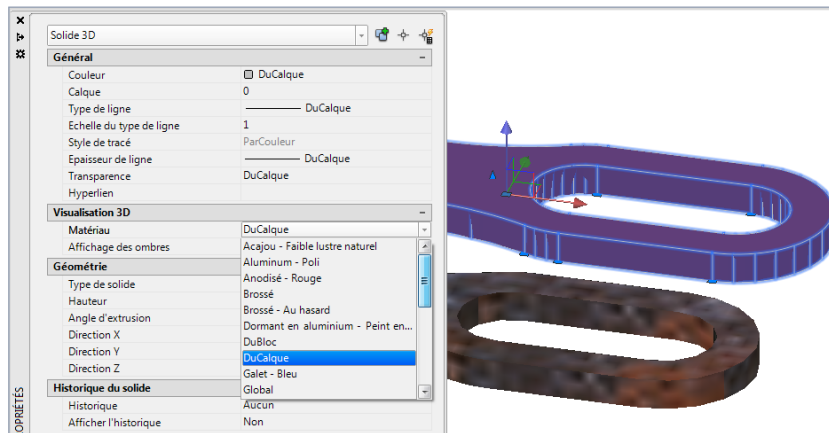 Solide 3D
Général
Couleur DuCalque
Calque 0
Type de ligne DuCalque
Echelle du type de ligne 1
Style de tracé ParCouleur
Epaisseur de ligne DuCalque
Transparence DuCalque
Hyperlien
Visualisation 3D
Matériau DuCalque
Affichage des ombres Acajou - Faible lustre naturel
Aluminum - Poli
Géométrie Anodisé - Rouge
Type de solide Brossé
Hauteur Brossé - Au hasard
Angle d'extrusion Dormant en aluminium - Peint en...
Direction X DuBloc
Direction Y DuCalque
Direction Z Galet - Bleu
Historique du solide Global
Historique Aucun
Afficher l'historique Non
OPRIÉTÉS